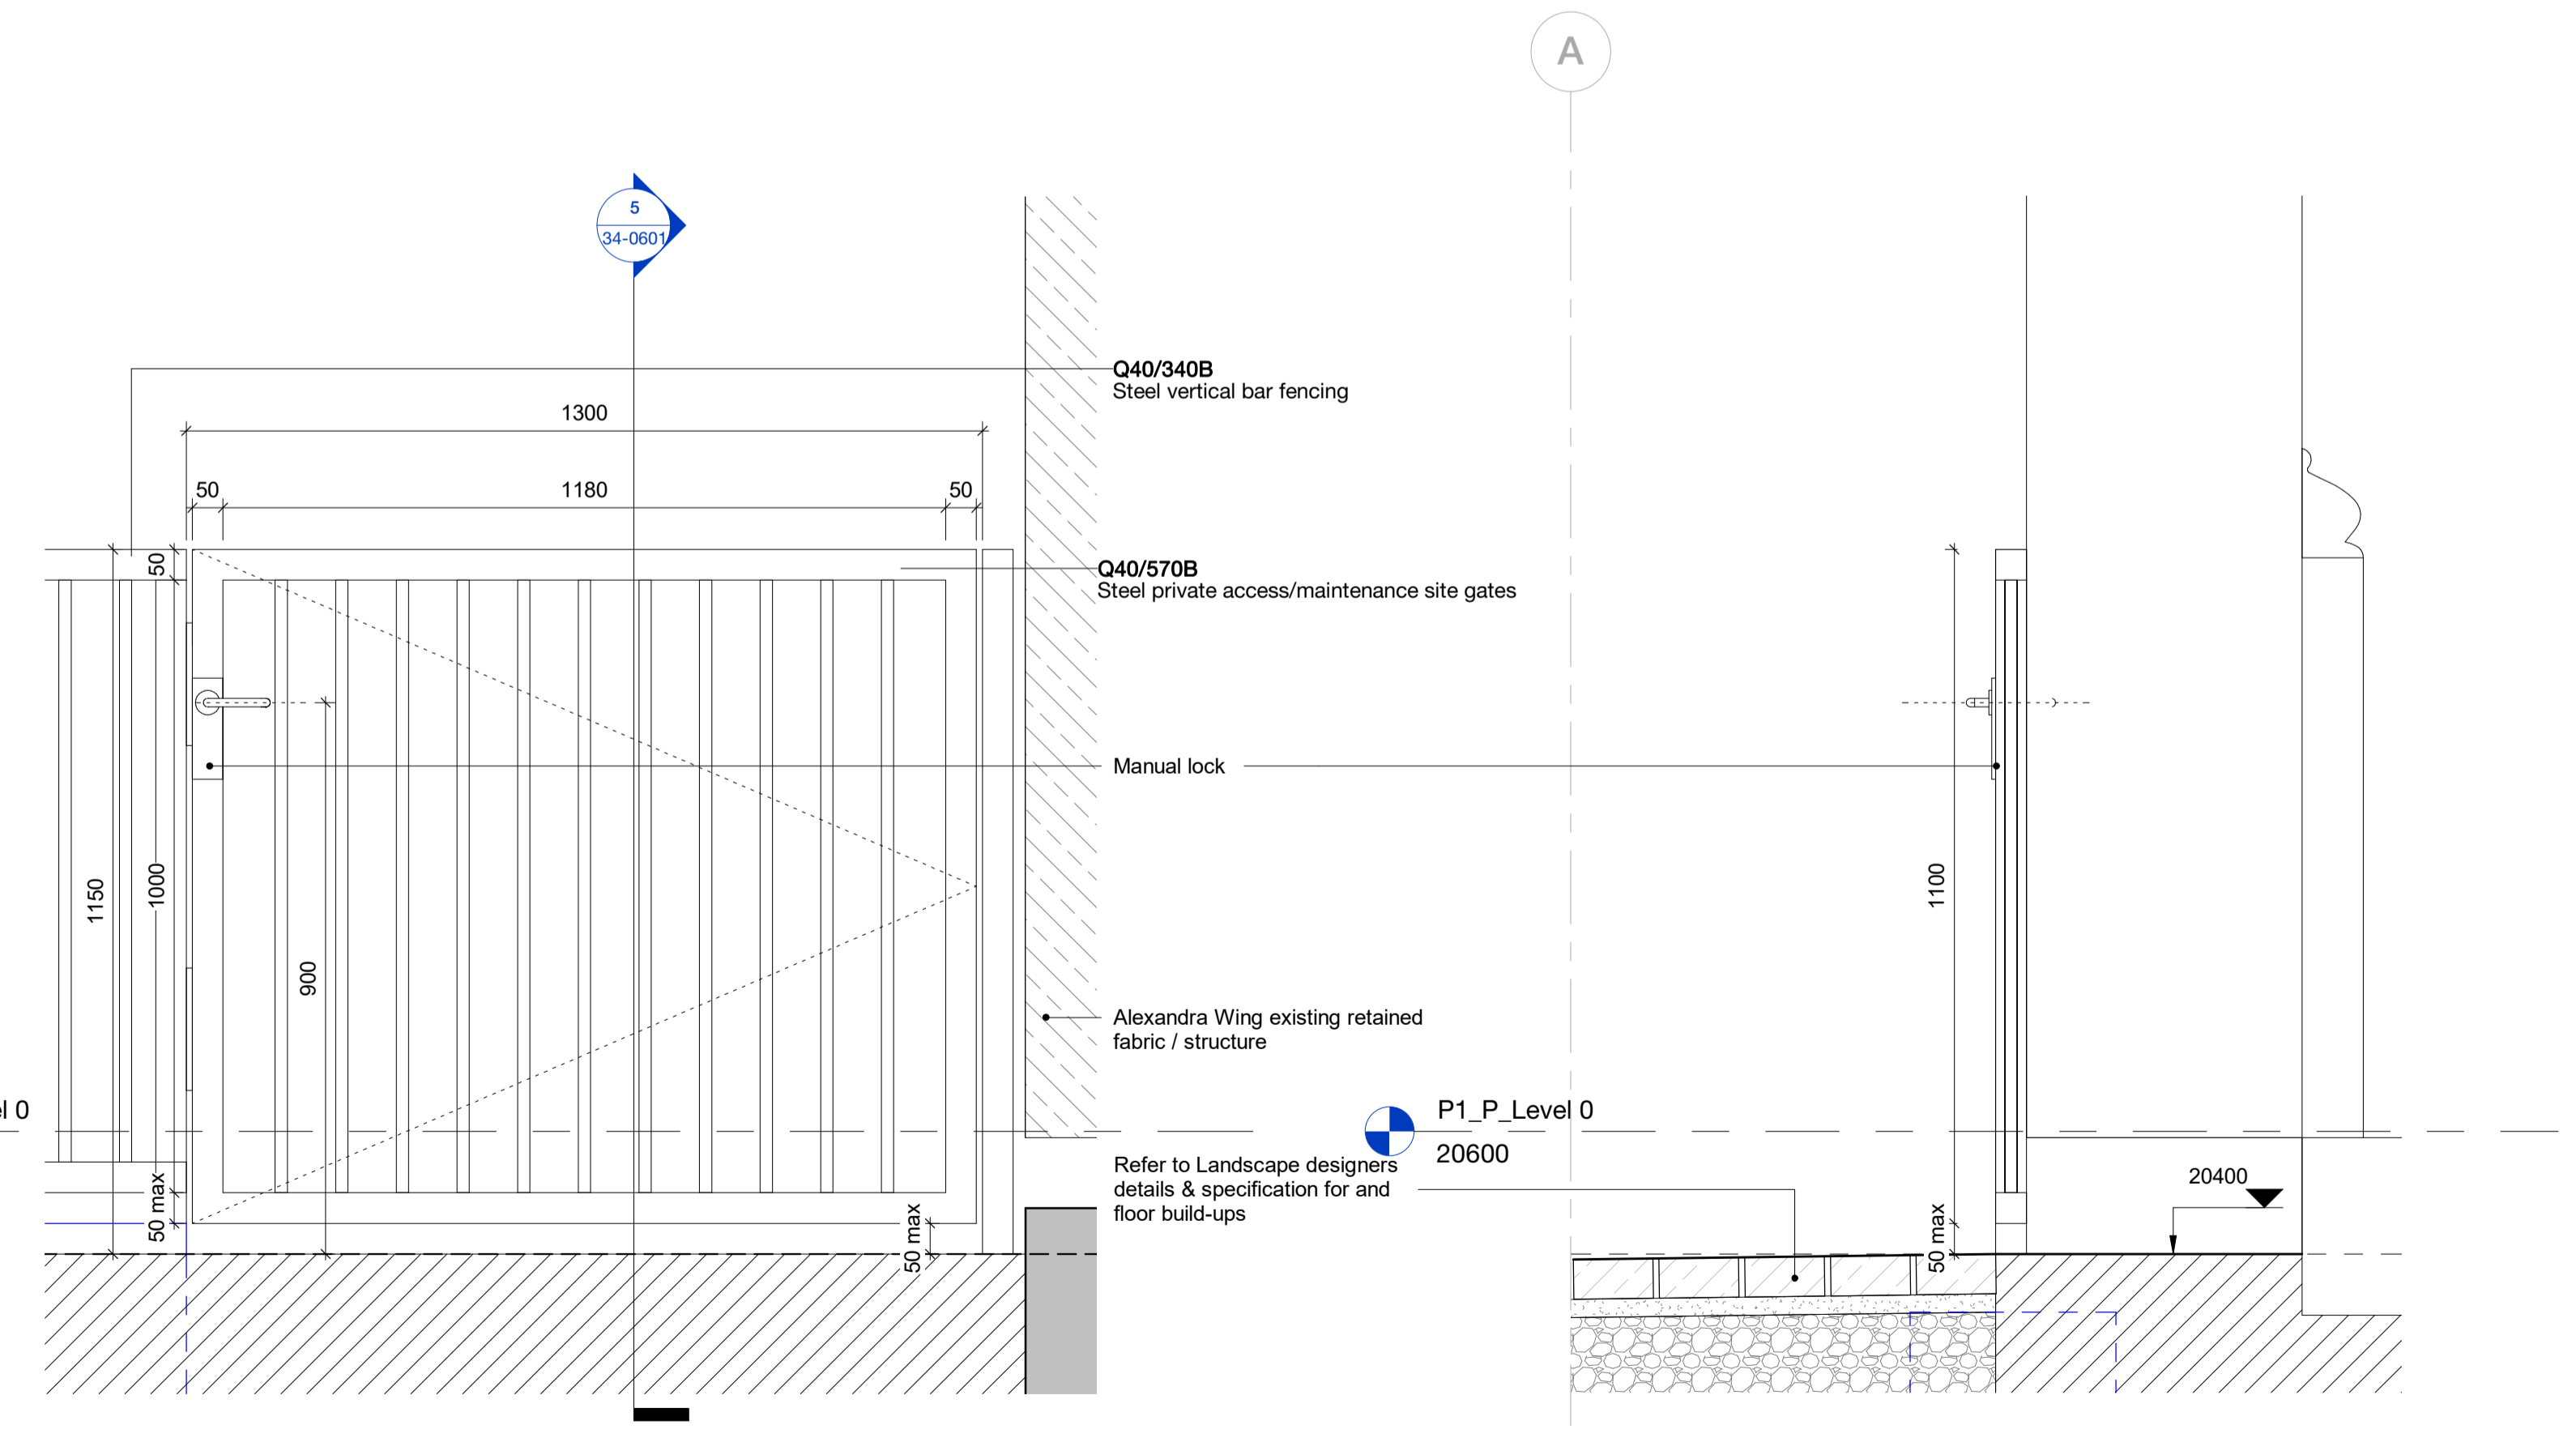 A
5
34-0601
Q40/340B
Steel vertical bar fencing
1300
50
1180
50
50
Q40/570B
Steel private access/maintenance site gates
Manual lock
1150
1000
900
1100
Alexandra Wing existing retained
fabric / structure
el 0
P1_P_Level 0
20600
Refer to Landscape designers
details & specification for and
floor build-ups
20400
50 max
50 max
50 max